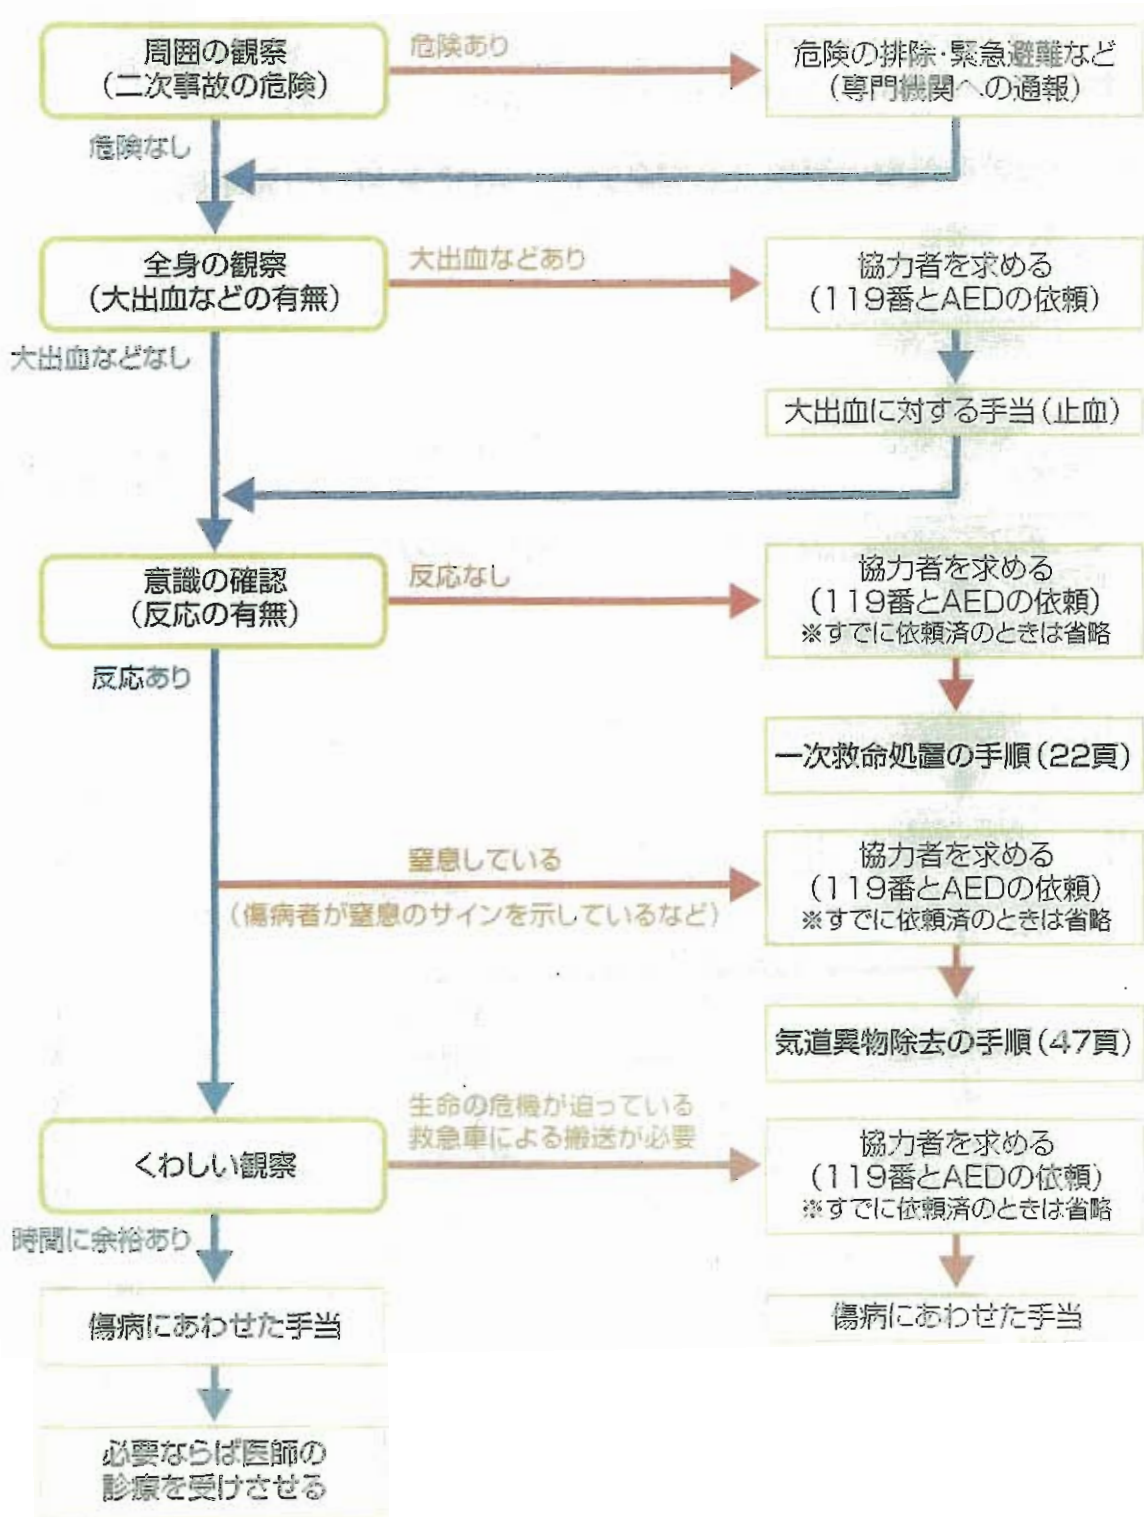 周囲の観察
(二次事故の危険)
危険あり
危険の排除・緊急避難など
(専門機関への通報)
危険なし
全身の観察
(大出血などの有無)
大出血などあり
協力者を求める
(119番とAEDの依頼)
大出血などなし
大出血に対する手当(止血)
意識の確認
(反応の有無)
反応なし
協力者を求める
(119番とAEDの依頼)
※すでに依頼済のときは省略
反応あり
一次救命処置の手順(22頁)
窒息している
(傷病者が窒息のサインを示しているなど)
協力者を求める
(119番とAEDの依頼)
※すでに依頼済のときは省略
気道異物除去の手順(47頁)
くわしい観察
生命の危機が迫っている
救急車による搬送が必要
協力者を求める
(119番とAEDの依頼)
※すでに依頼済のときは省略
時間に余裕あり
傷病にあわせた手当
傷病にあわせた手当
必要ならば医師の
診療を受けさせる